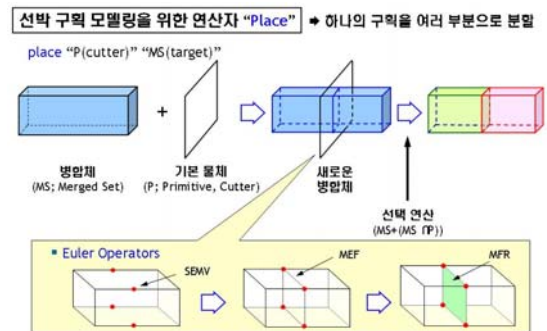 선박 구획 모델링을 위한 연산자 “Place” ➡ 하나의 구획을 여러 부분으로 분할
place “P(cutter)” “MS(target)”
+
병합체
(MS; Merged Set)
기본 물체
(P; Primitive, Cutter)
새로운
병합체
선택 연산
(MS+(MS ∩P))
▪ Euler Operators
SEMV
MEF
MFR